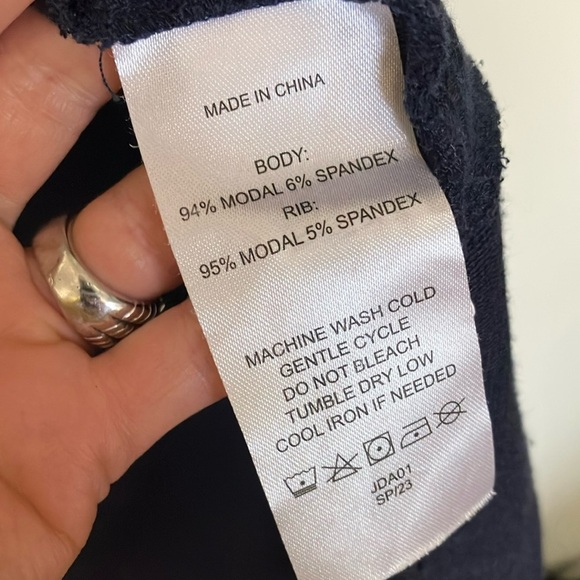 MADE IN CHINA
BODY:
94% MODAL 6% SPANDEX
RIB:
95% MODAL 5% SPANDEX
MACHINE WASH COLD
GENTLE CYCLE
DO NOT BLEACH
TUMBLE DRY LOW
COOL IRON IF NEEDED
JDA01
SP/23